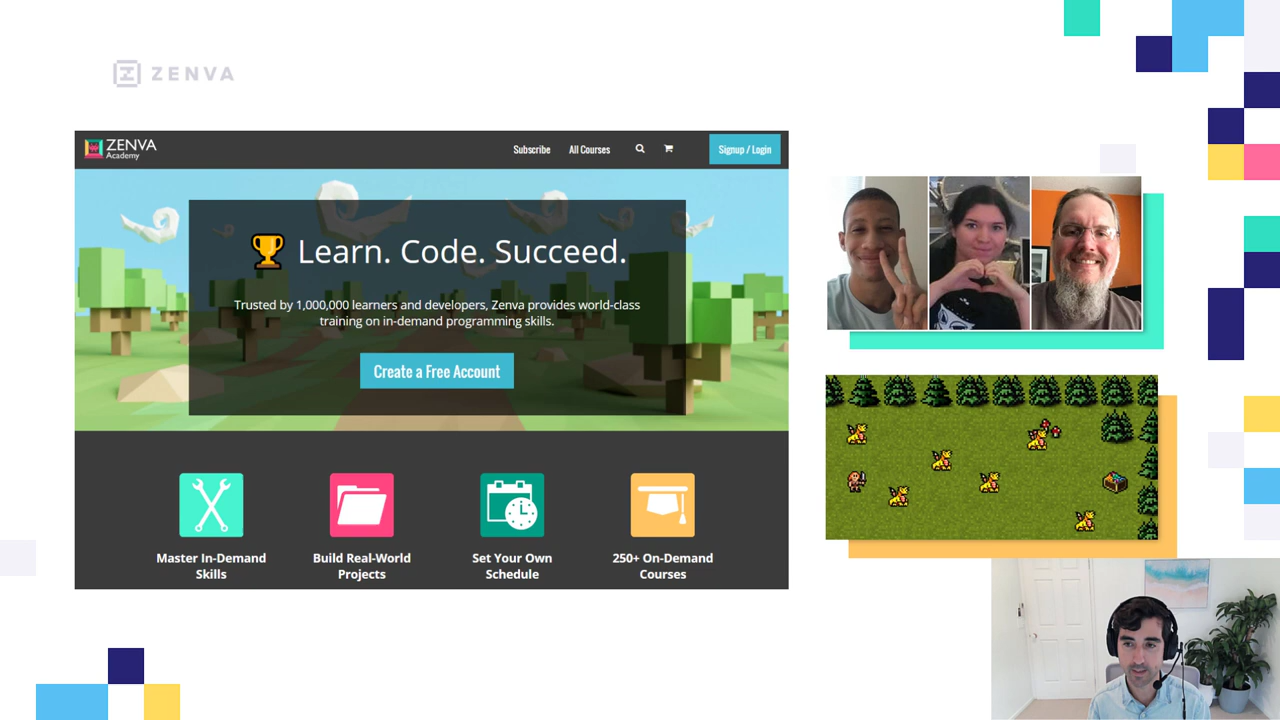 ZENVA
ZENVA
Academy
Subscribe
All Courses
Signup / Login
Learn. Code. Succeed.
Trusted by 1,000,000 learners and developers, Zenva provides world-class
training on in-demand programming skills.
Create a Free Account
Master In-Demand
Skills
Build Real-World
Projects
Set Your Own
Schedule
250+ On-Demand
Courses